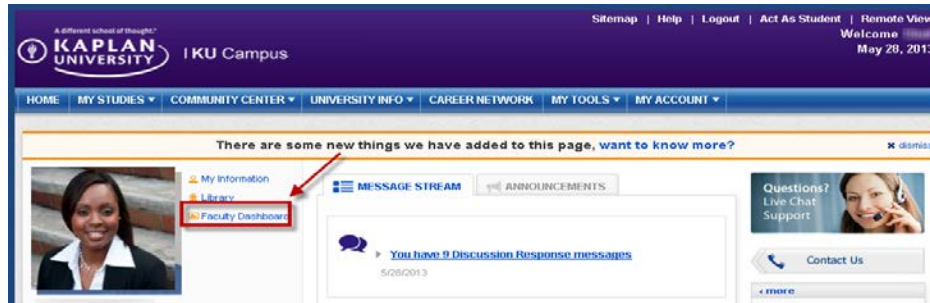 Sitemap | Help | Logout | Act As Student | Remote View
Welcome
May 28, 2013
A different school of thought.™
KAPLAN
UNIVERSITY
KU Campus
HOME MY STUDIES COMMUNITY CENTER UNIVERSITY INFO CAREER NETWORK MY TOOLS MY ACCOUNT
There are some new things we have added to this page, want to know more?
x dismiss
My Information
Library
Faculty Dashboard
MESSAGE STREAM
ANNOUNCEMENTS
You have 9 Discussion Response messages
5/28/2013
Questions?
Live Chat
Support
Contact Us
‹ more